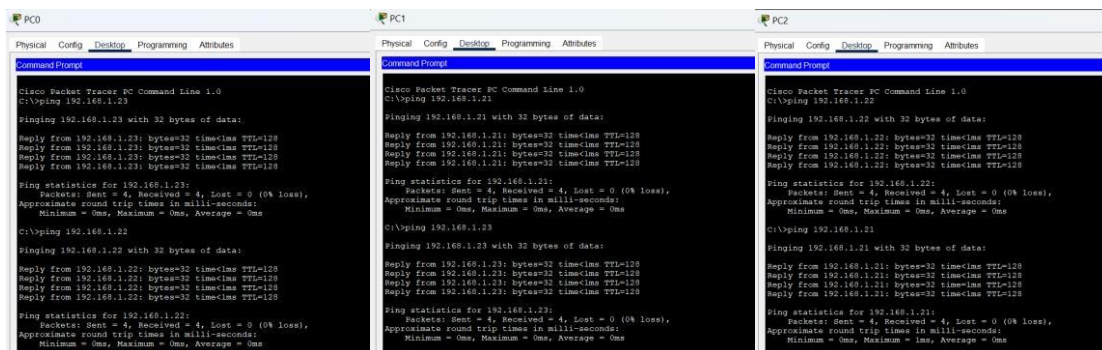 PC0
Physical Config Desktop Programming Attributes
Command Prompt
Cisco Packet Tracer PC Command Line 1.0
C:\>ping 192.168.1.23
Pinging 192.168.1.23 with 32 bytes of data:
Reply from 192.168.1.23: bytes=32 time<1ms TTL=128
Reply from 192.168.1.23: bytes=32 time<1ms TTL=128
Reply from 192.168.1.23: bytes=32 time<1ms TTL=128
Reply from 192.168.1.23: bytes=32 time<1ms TTL=128
Ping statistics for 192.168.1.23:
Packets: Sent = 4, Received = 4, Lost = 0 (0% loss),
Approximate round trip times in milli-seconds:
Minimum = 0ms, Maximum = 0ms, Average = 0ms
C:\>ping 192.168.1.22
Pinging 192.168.1.22 with 32 bytes of data:
Reply from 192.168.1.22: bytes=32 time<1ms TTL=128
Reply from 192.168.1.22: bytes=32 time<1ms TTL=128
Reply from 192.168.1.22: bytes=32 time<1ms TTL=128
Reply from 192.168.1.22: bytes=32 time<1ms TTL=128
Ping statistics for 192.168.1.22:
Packets: Sent = 4, Received = 4, Lost = 0 (0% loss),
Approximate round trip times in milli-seconds:
Minimum = 0ms, Maximum = 0ms, Average = 0ms
PC1
Physical Config Desktop Programming Attributes
Command Prompt
Cisco Packet Tracer PC Command Line 1.0
C:\>ping 192.168.1.21
Pinging 192.168.1.21 with 32 bytes of data:
Reply from 192.168.1.21: bytes=32 time<1ms TTL=128
Reply from 192.168.1.21: bytes=32 time<1ms TTL=128
Reply from 192.168.1.21: bytes=32 time<1ms TTL=128
Reply from 192.168.1.21: bytes=32 time<1ms TTL=128
Ping statistics for 192.168.1.21:
Packets: Sent = 4, Received = 4, Lost = 0 (0% loss),
Approximate round trip times in milli-seconds:
Minimum = 0ms, Maximum = 0ms, Average = 0ms
C:\>ping 192.168.1.23
Pinging 192.168.1.23 with 32 bytes of data:
Reply from 192.168.1.23: bytes=32 time<1ms TTL=128
Reply from 192.168.1.23: bytes=32 time<1ms TTL=128
Reply from 192.168.1.23: bytes=32 time<1ms TTL=128
Reply from 192.168.1.23: bytes=32 time<1ms TTL=128
Ping statistics for 192.168.1.23:
Packets: Sent = 4, Received = 4, Lost = 0 (0% loss),
Approximate round trip times in milli-seconds:
Minimum = 0ms, Maximum = 0ms, Average = 0ms
PC2
Physical Config Desktop Programming Attributes
Command Prompt
Cisco Packet Tracer PC Command Line 1.0
C:\>ping 192.168.1.22
Pinging 192.168.1.22 with 32 bytes of data:
Reply from 192.168.1.22: bytes=32 time<1ms TTL=128
Reply from 192.168.1.22: bytes=32 time<1ms TTL=128
Reply from 192.168.1.22: bytes=32 time<1ms TTL=128
Reply from 192.168.1.22: bytes=32 time<1ms TTL=128
Ping statistics for 192.168.1.22:
Packets: Sent = 4, Received = 4, Lost = 0 (0% loss),
Approximate round trip times in milli-seconds:
Minimum = 0ms, Maximum = 0ms, Average = 0ms
C:\>ping 192.168.1.21
Pinging 192.168.1.21 with 32 bytes of data:
Reply from 192.168.1.21: bytes=32 time<1ms TTL=128
Reply from 192.168.1.21: bytes=32 time<1ms TTL=128
Reply from 192.168.1.21: bytes=32 time=1ms TTL=128
Reply from 192.168.1.21: bytes=32 time<1ms TTL=128
Ping statistics for 192.168.1.21:
Packets: Sent = 4, Received = 4, Lost = 0 (0% loss),
Approximate round trip times in milli-seconds:
Minimum = 0ms, Maximum = 1ms, Average = 0ms